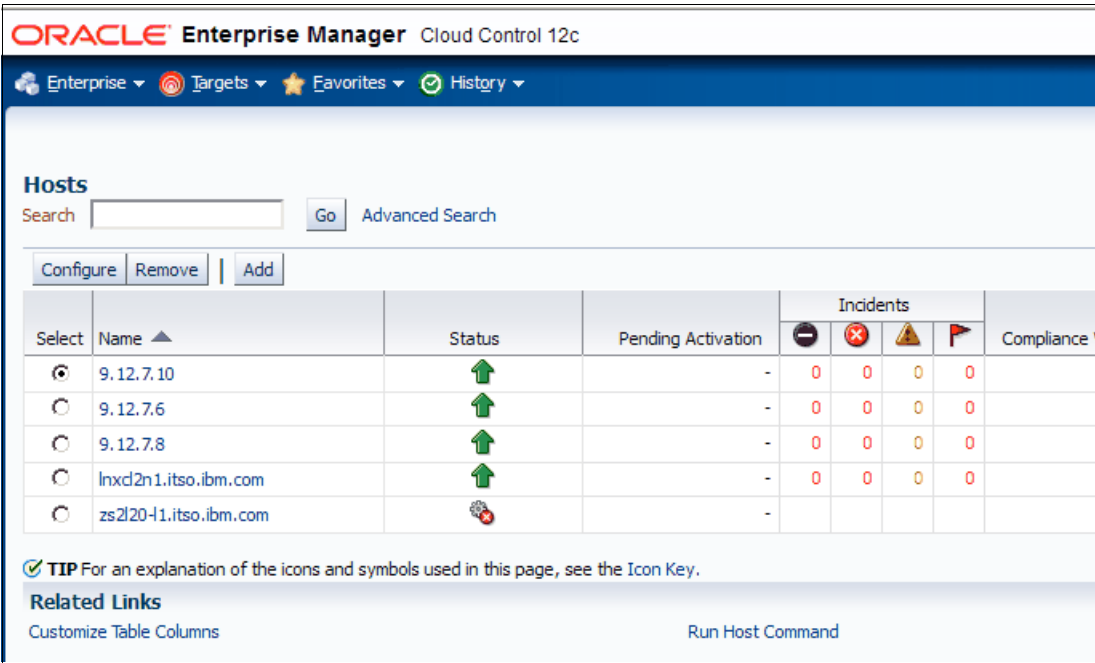 ORACLE Enterprise Manager Cloud Control 12c
Enterprise Targets Favorites History
Hosts
Search Go Advanced Search
Configure Remove Add
Incidents
Select Name Status Pending Activation Compliance
9.12.7.10 - 0 0 0 0
9.12.7.6 - 0 0 0 0
9.12.7.8 - 0 0 0 0
lnxcl2n1.itso.ibm.com - 0 0 0 0
zs2l20-l1.itso.ibm.com -
TIP For an explanation of the icons and symbols used in this page, see the Icon Key.
Related Links
Customize Table Columns Run Host Command